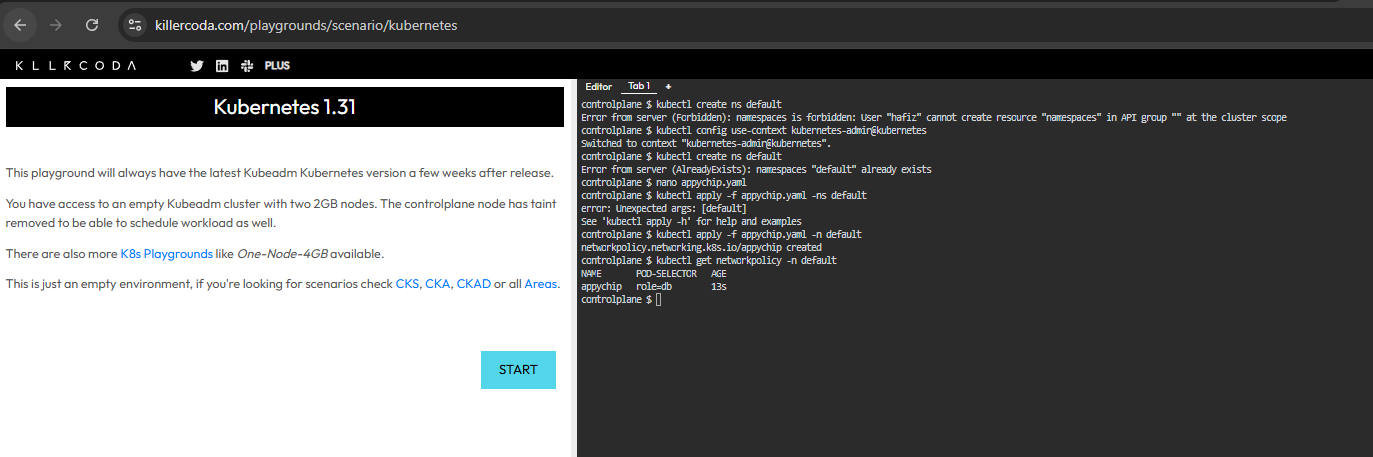 killercoda.com/playgrounds/scenario/kubernetes
KLLRCODA PLUS
Kubernetes 1.31
This playground will always have the latest Kubeadm Kubernetes version a few weeks after release.
You have access to an empty Kubeadm cluster with two 2GB nodes. The controlplane node has taint
removed to be able to schedule workload as well.
There are also more K8s Playgrounds like One-Node-4GB available.
This is just an empty environment, if you're looking for scenarios check CKS, CKA, CKAD or all Areas.
START
Editor Tab 1 +
controlplane $ kubectl create ns default
Error from server (Forbidden): namespaces is forbidden: User "hafiz" cannot create resource "namespaces" in API group "" at the cluster scope
controlplane $ kubectl config use-context kubernetes-admin@kubernetes
Switched to context "kubernetes-admin@kubernetes".
controlplane $ kubectl create ns default
Error from server (AlreadyExists): namespaces "default" already exists
controlplane $ nano appychip.yaml
controlplane $ kubectl apply -f appychip.yaml -ns default
error: Unexpected args: [default]
See 'kubectl apply -h' for help and examples
controlplane $ kubectl apply -f appychip.yaml -n default
networkpolicy.networking.k8s.io/appychip created
controlplane $ kubectl get networkpolicy -n default
NAME POD-SELECTOR AGE
appychip role=db 13s
controlplane $